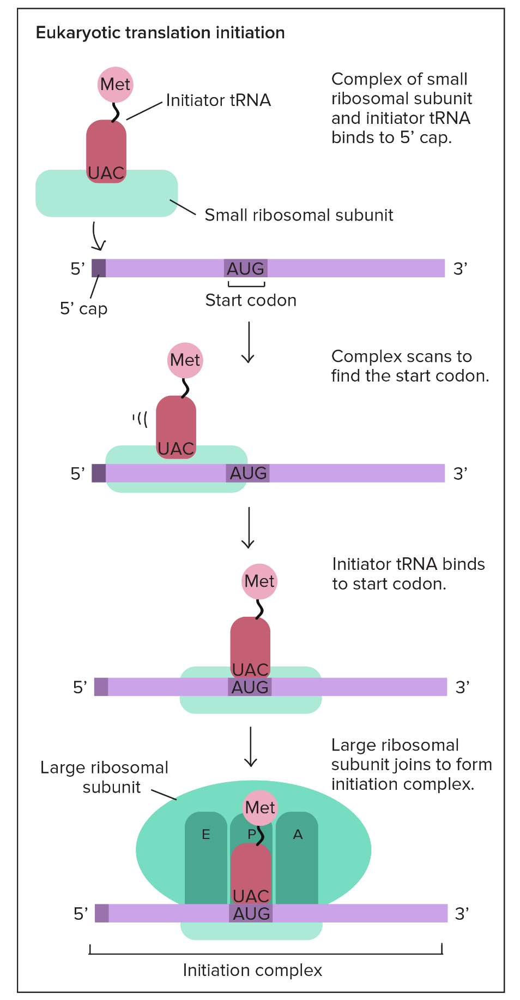 Eukaryotic translation initiation
Met
Initiator tRNA
Complex of small
ribosomal subunit
and initiator tRNA
binds to 5’ cap.
UAC
Small ribosomal subunit
5’
AUG
3’
5’ cap
Start codon
Met
Complex scans to
find the start codon.
UAC
5’
AUG
3’
Initiator tRNA binds
to start codon.
Met
UAC
5’
AUG
3’
Large ribosomal
subunit joins to form
initiation complex.
Large ribosomal
subunit
Met
E
P
A
UAC
5’
AUG
3’
Initiation complex